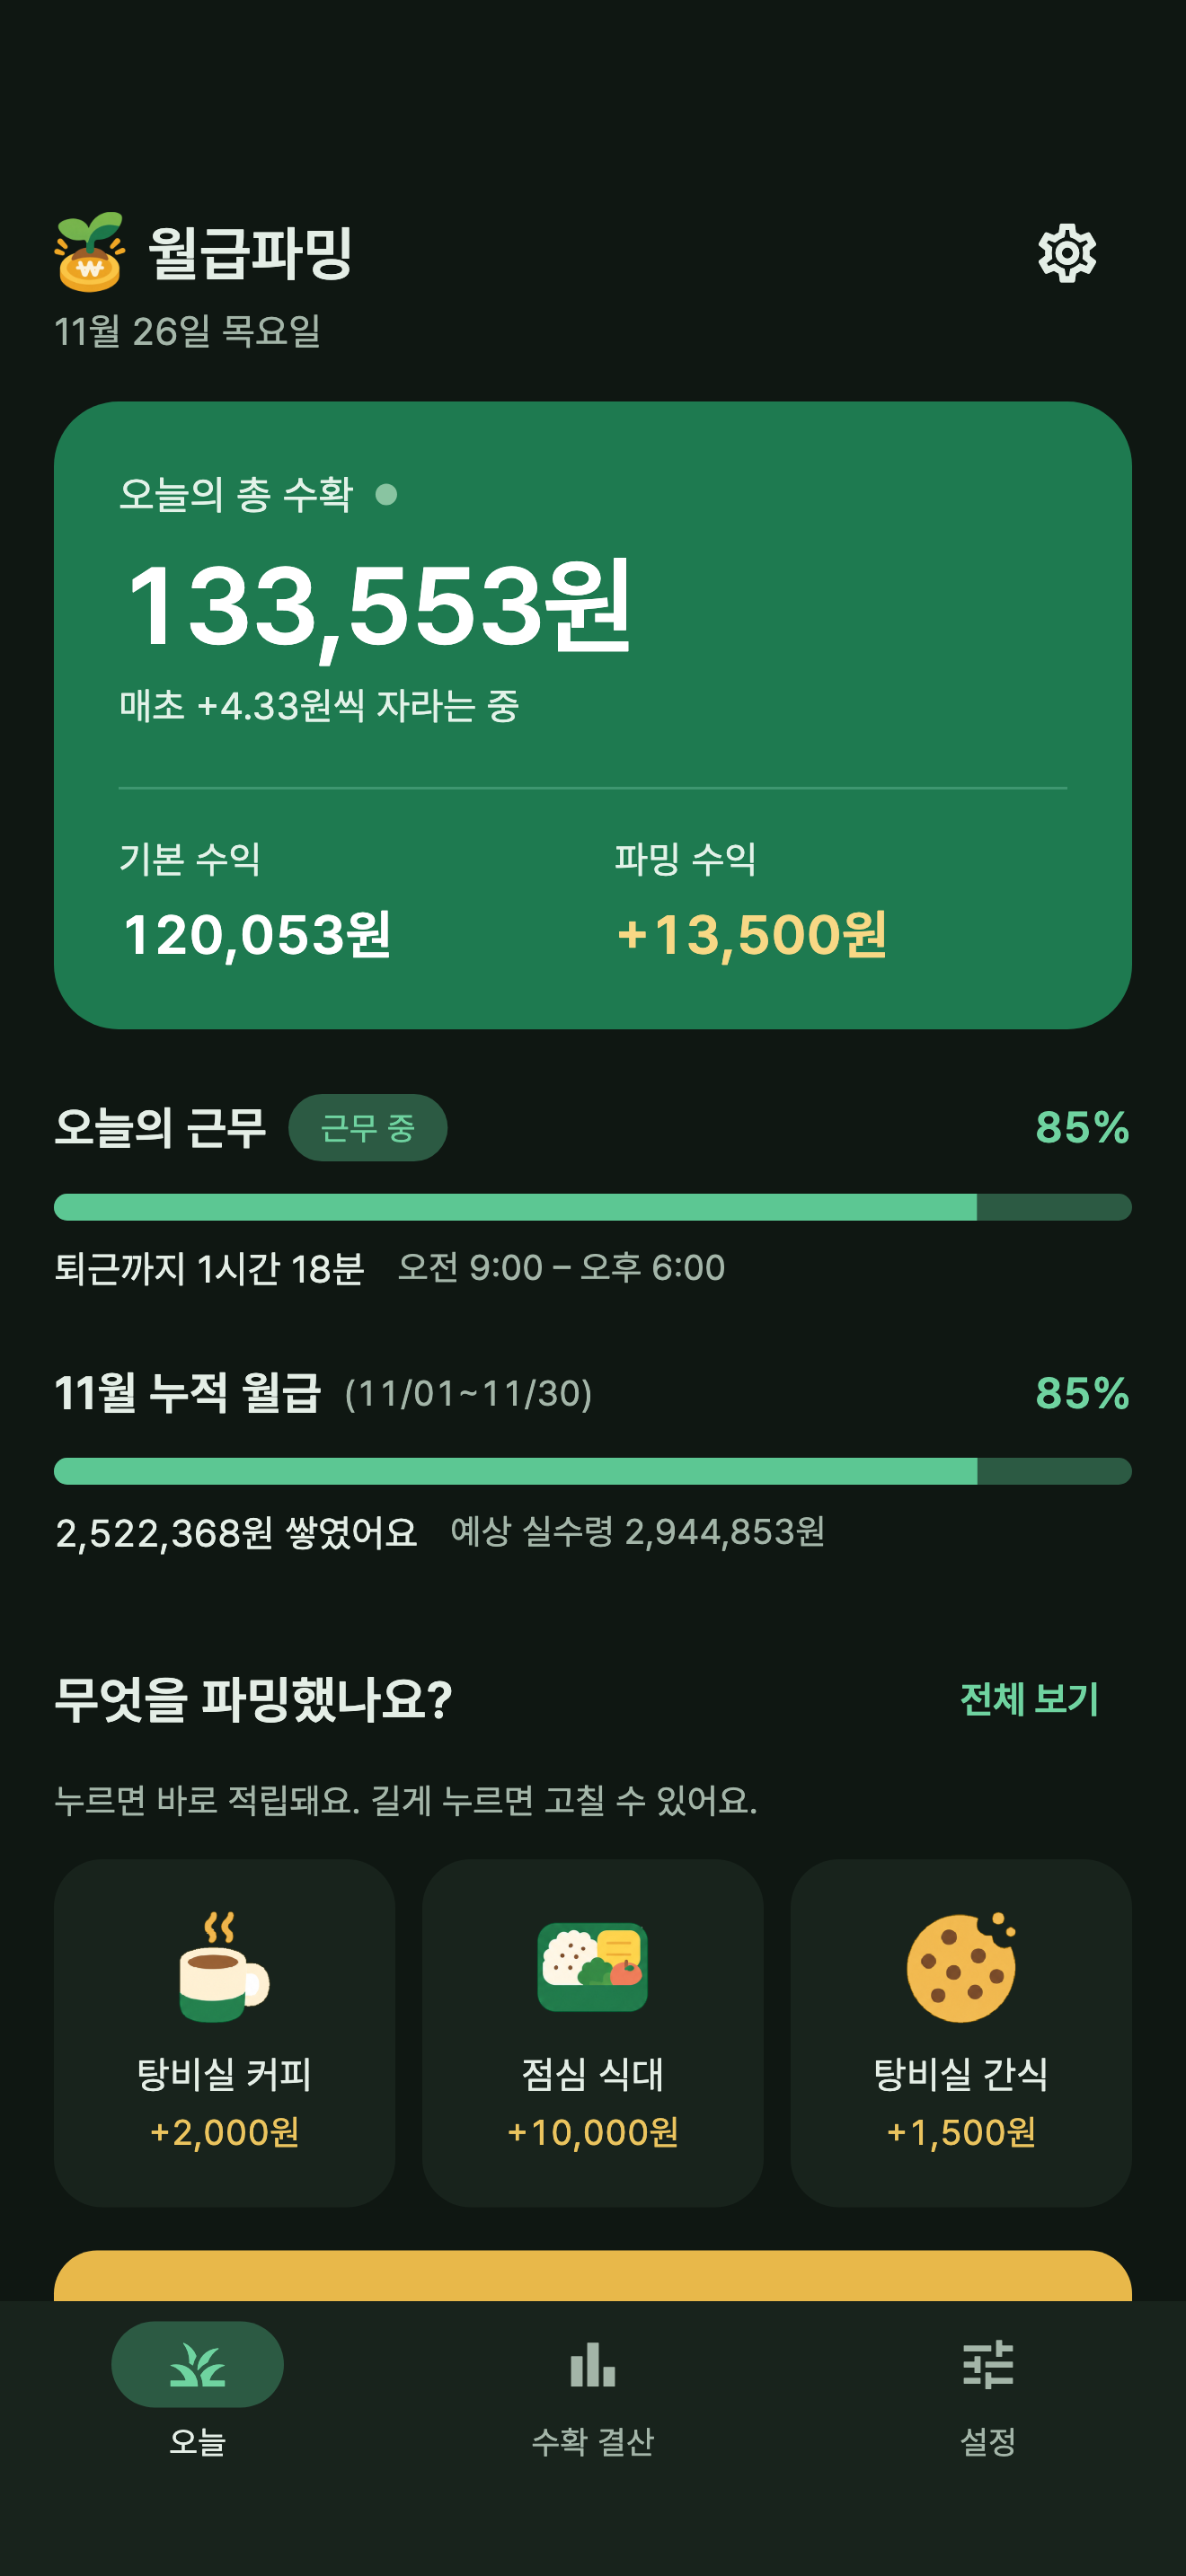 월급파밍
11월 26일 목요일
오늘의 총 수확
133,553원
매초 +4.33원씩 자라는 중
기본 수익 파밍 수익
120,053원 +13,500원
오늘의 근무 근무 중 85%
퇴근까지 1시간 18분 오전 9:00 – 오후 6:00
11월 누적 월급 (11/01~11/30) 85%
2,522,368원 쌓였어요 예상 실수령 2,944,853원
무엇을 파밍했나요? 전체 보기
누르면 바로 적립돼요. 길게 누르면 고칠 수 있어요.
탕비실 커피 점심 식대 탕비실 간식
+2,000원 +10,000원 +1,500원
오늘 수확 결산 설정